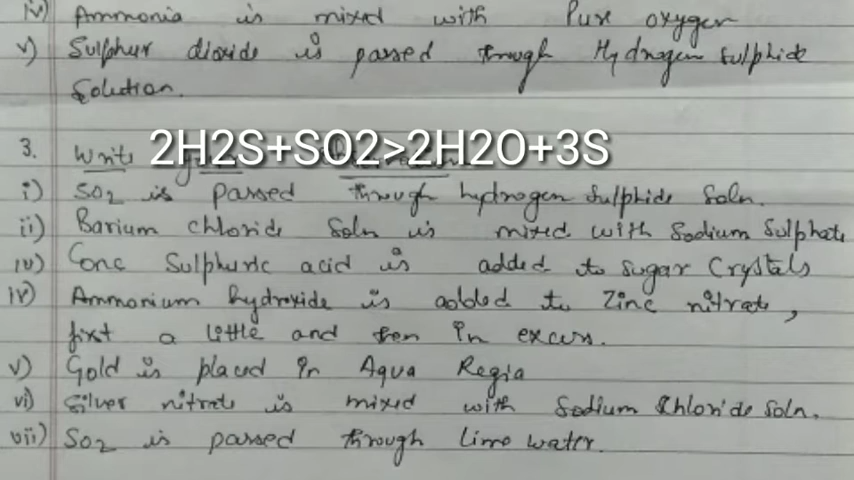 iv) Ammonia is mixed with Pure oxygen
v) Sulphur dioxide is passed through Hydrogen Sulphide
Solution.
3. Write
2H2S+SO2>2H2O+3S
i) SO2 is passed through hydrogen Sulphide Soln.
ii) Barium chloride Soln is mixed with Sodium Sulphate
iv) Conc Sulphuric acid is added to sugar Crystals
iv) Ammonium hydroxide is added to Zinc nitrate,
first a little and then in excess.
v) Gold is placed in Aqua Regia
vi) Silver nitrate is mixed with Sodium Chloride Soln.
vii) SO2 is passed through lime water.